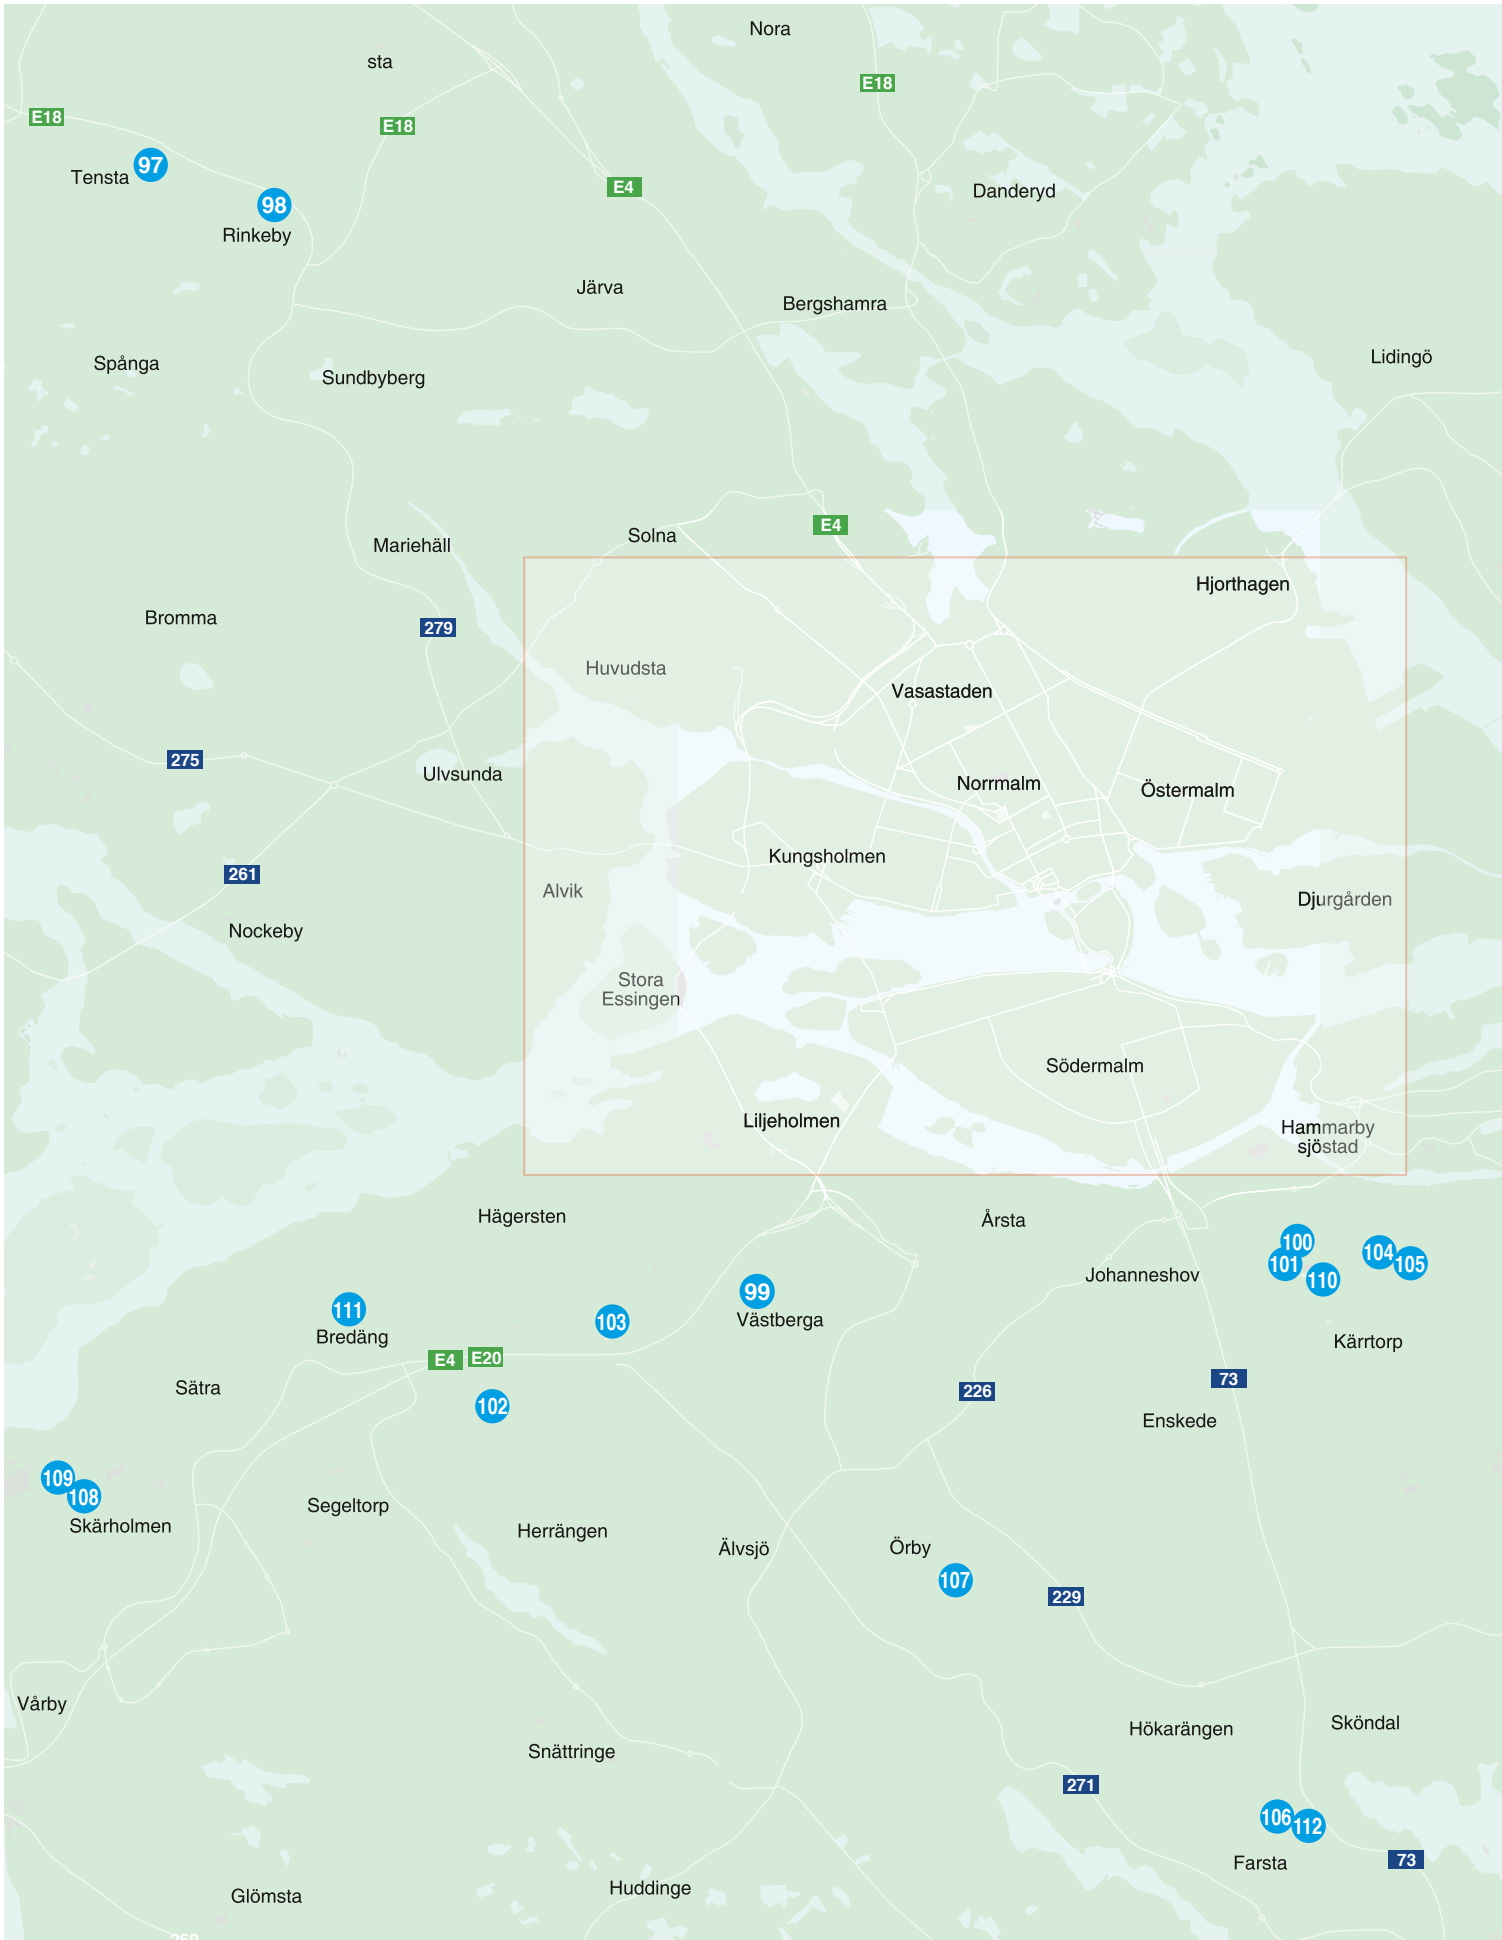 Nora
sta
E18
E18
E18
97
Tensta
E4
Danderyd
98
Rinkeby
Järva
Bergshamra
Lidingö
Spånga
Sundbyberg
E4
Solna
Mariehäll
Hjorthagen
Bromma
279
Huvudsta
Vasastaden
275
Ulvsunda
Norrmalm
Östermalm
Kungsholmen
261
Alvik
Djurgården
Nockeby
Stora
Essingen
Södermalm
Liljeholmen
Hammarby
sjöstad
Hägersten
Årsta
100
104
101
105
Johanneshov
110
99
111
103
Västberga
Bredäng
Kärrtorp
E4
E20
73
Sätra
226
102
Enskede
109
108
Segeltorp
Skärholmen
Herrängen
Älvsjö
Örby
107
229
Vårby
Hökarängen
Sköndal
Snättringe
271
106
112
Farsta
73
Huddinge
Glömsta
259